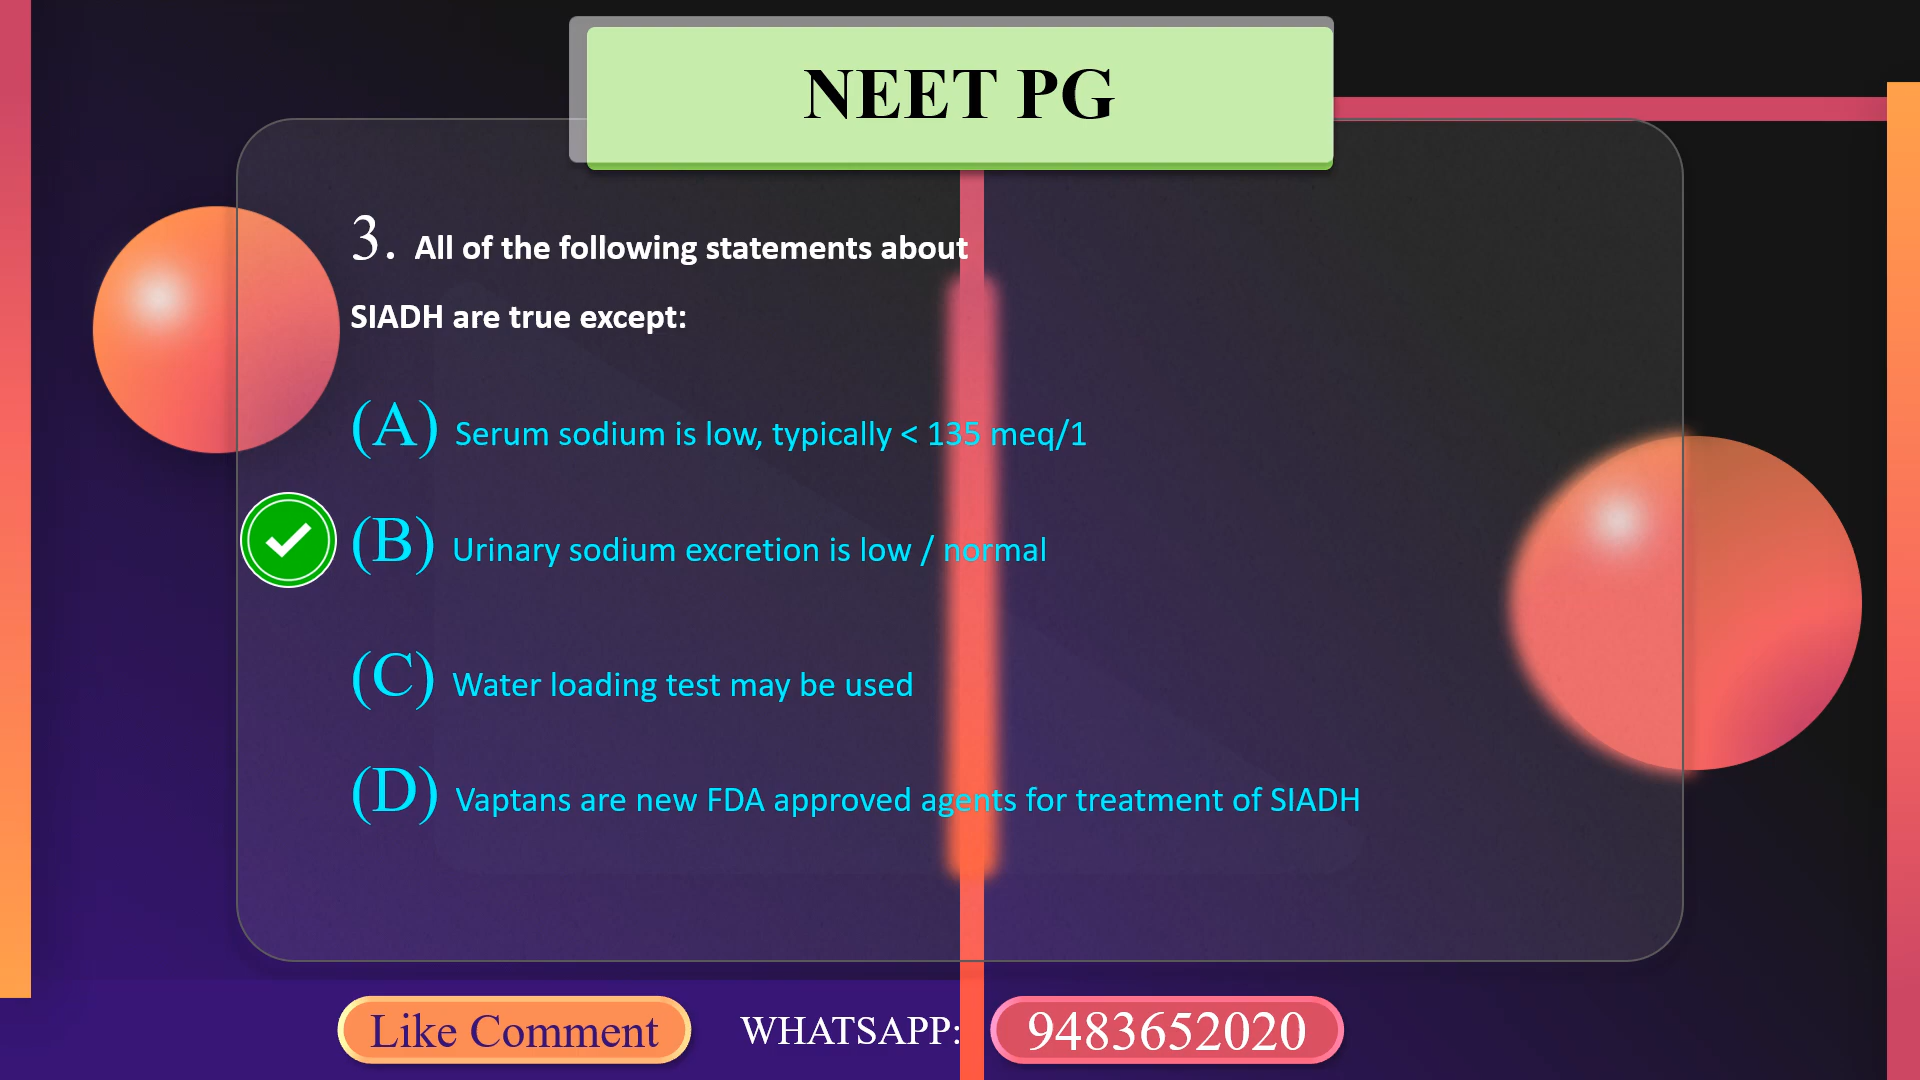 NEET PG
3. All of the following statements about
SIADH are true except:
(A) Serum sodium is low, typically < 135 meq/1
(B) Urinary sodium excretion is low / normal
(C) Water loading test may be used
(D) Vaptans are new FDA approved agents for treatment of SIADH
Like Comment WHATSAPP: 9483652020